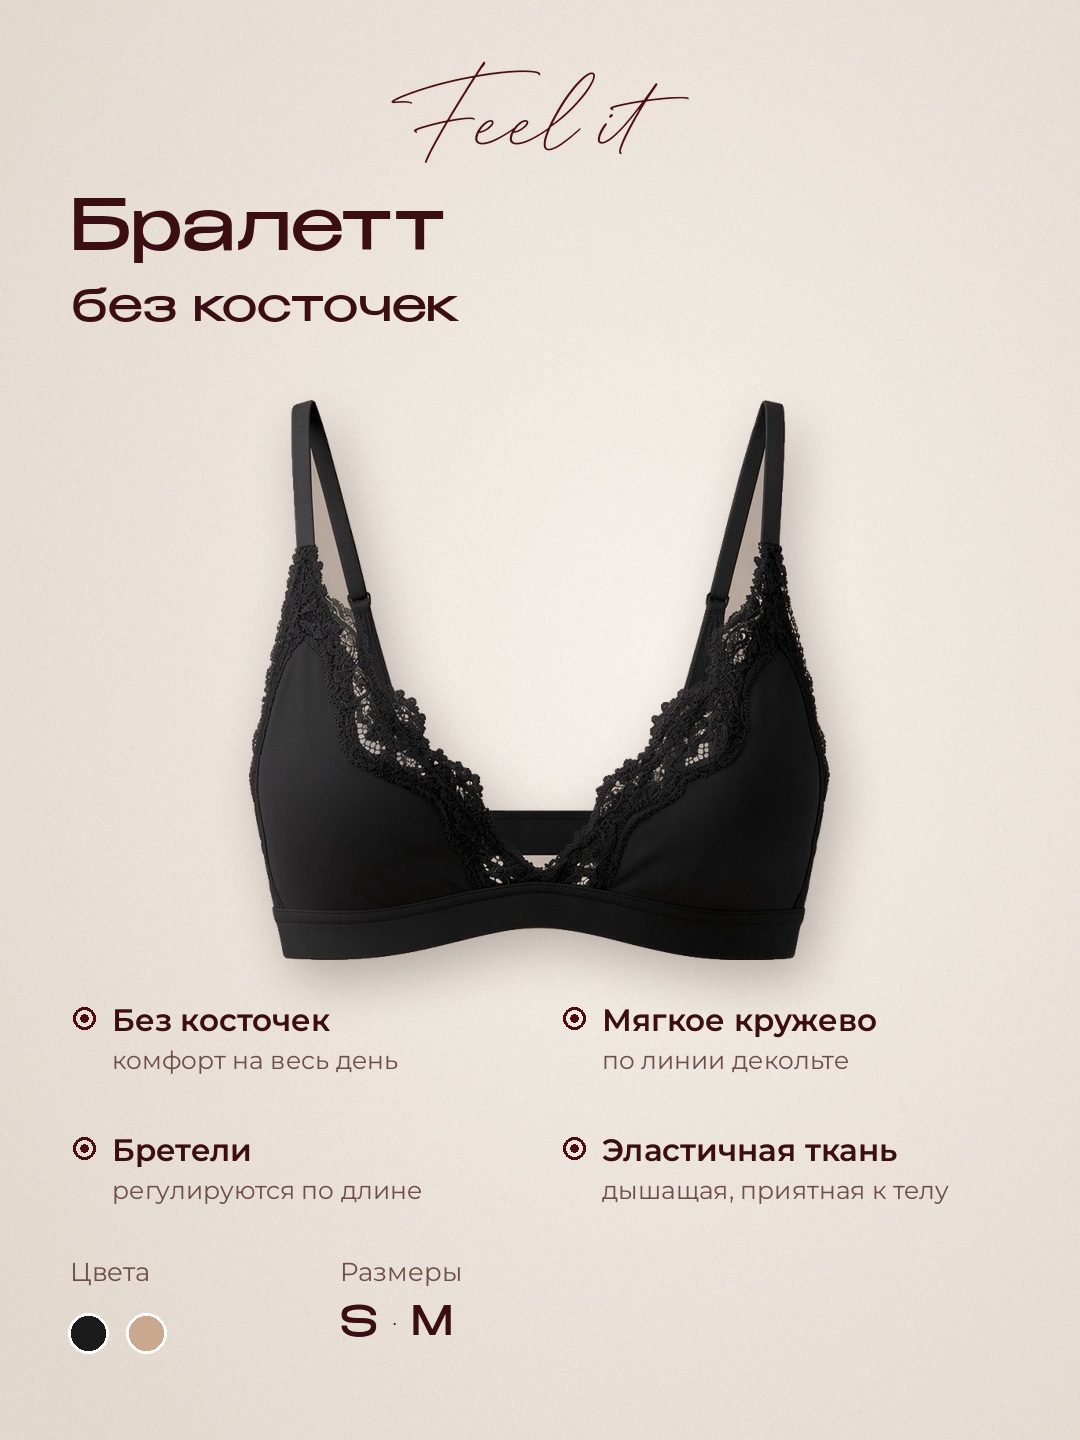 Feel it
Бралетт
без косточек
Без косточек
комфорт на весь день
Мягкое кружево
по линии декольте
Бретели
регулируются по длине
Эластичная ткань
дышащая, приятная к телу
Цвета
Размеры
S · M